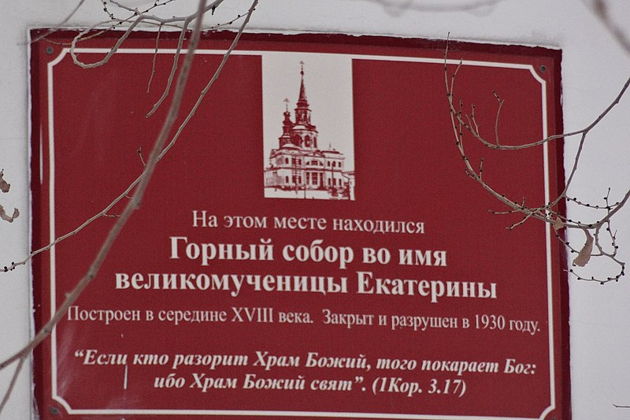 На этом месте находился
Горный собор во имя
великомученицы Екатерины
Построен в середине XVIII века. Закрыт и разрушен в 1930 году.
“Если кто разорит Храм Божий, того покарает Бог:
ибо Храм Божий свят”. (1Кор. 3.17)